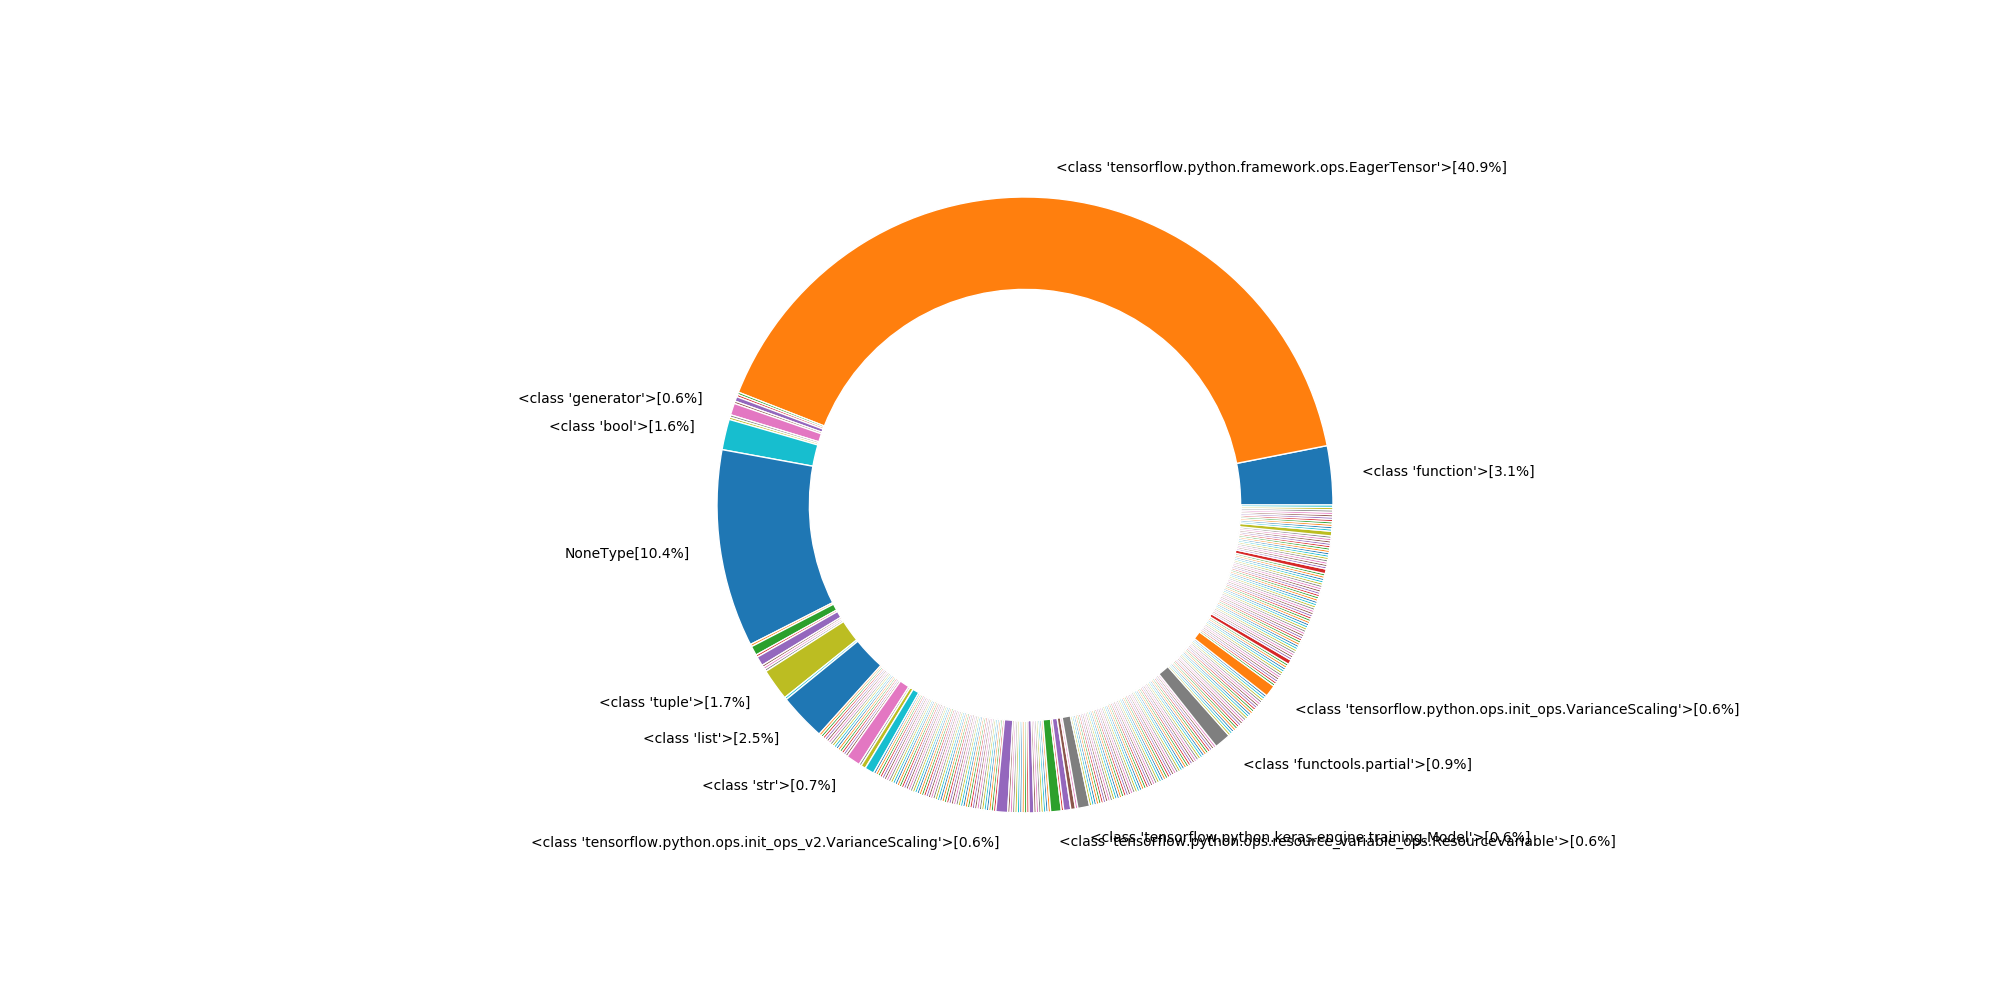 <class 'tensorflow.python.framework.ops.EagerTensor'>[40.9%]
<class 'generator'>[0.6%]
<class 'bool'>[1.6%]
<class 'function'>[3.1%]
NoneType[10.4%]
<class 'tuple'>[1.7%]
<class 'tensorflow.python.ops.init_ops.VarianceScaling'>[0.6%]
<class 'list'>[2.5%]
<class 'functools.partial'>[0.9%]
<class 'str'>[0.7%]
<class 'tensorflow.python.keras.engine.training.Model'>[0.6%]
<class 'tensorflow.python.ops.init_ops_v2.VarianceScaling'>[0.6%]
<class 'tensorflow.python.ops.resource_variable_ops.ResourceVariable'>[0.6%]